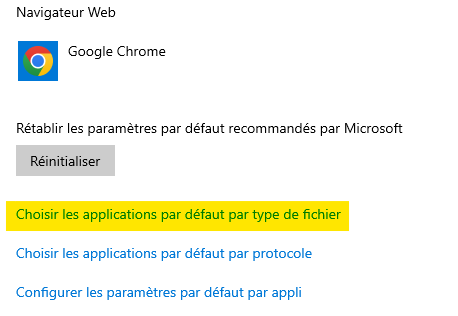 Navigateur Web
Google Chrome
Rétablir les paramètres par défaut recommandés par Microsoft
Réinitialiser
Choisir les applications par défaut par type de fichier
Choisir les applications par défaut par protocole
Configurer les paramètres par défaut par appli